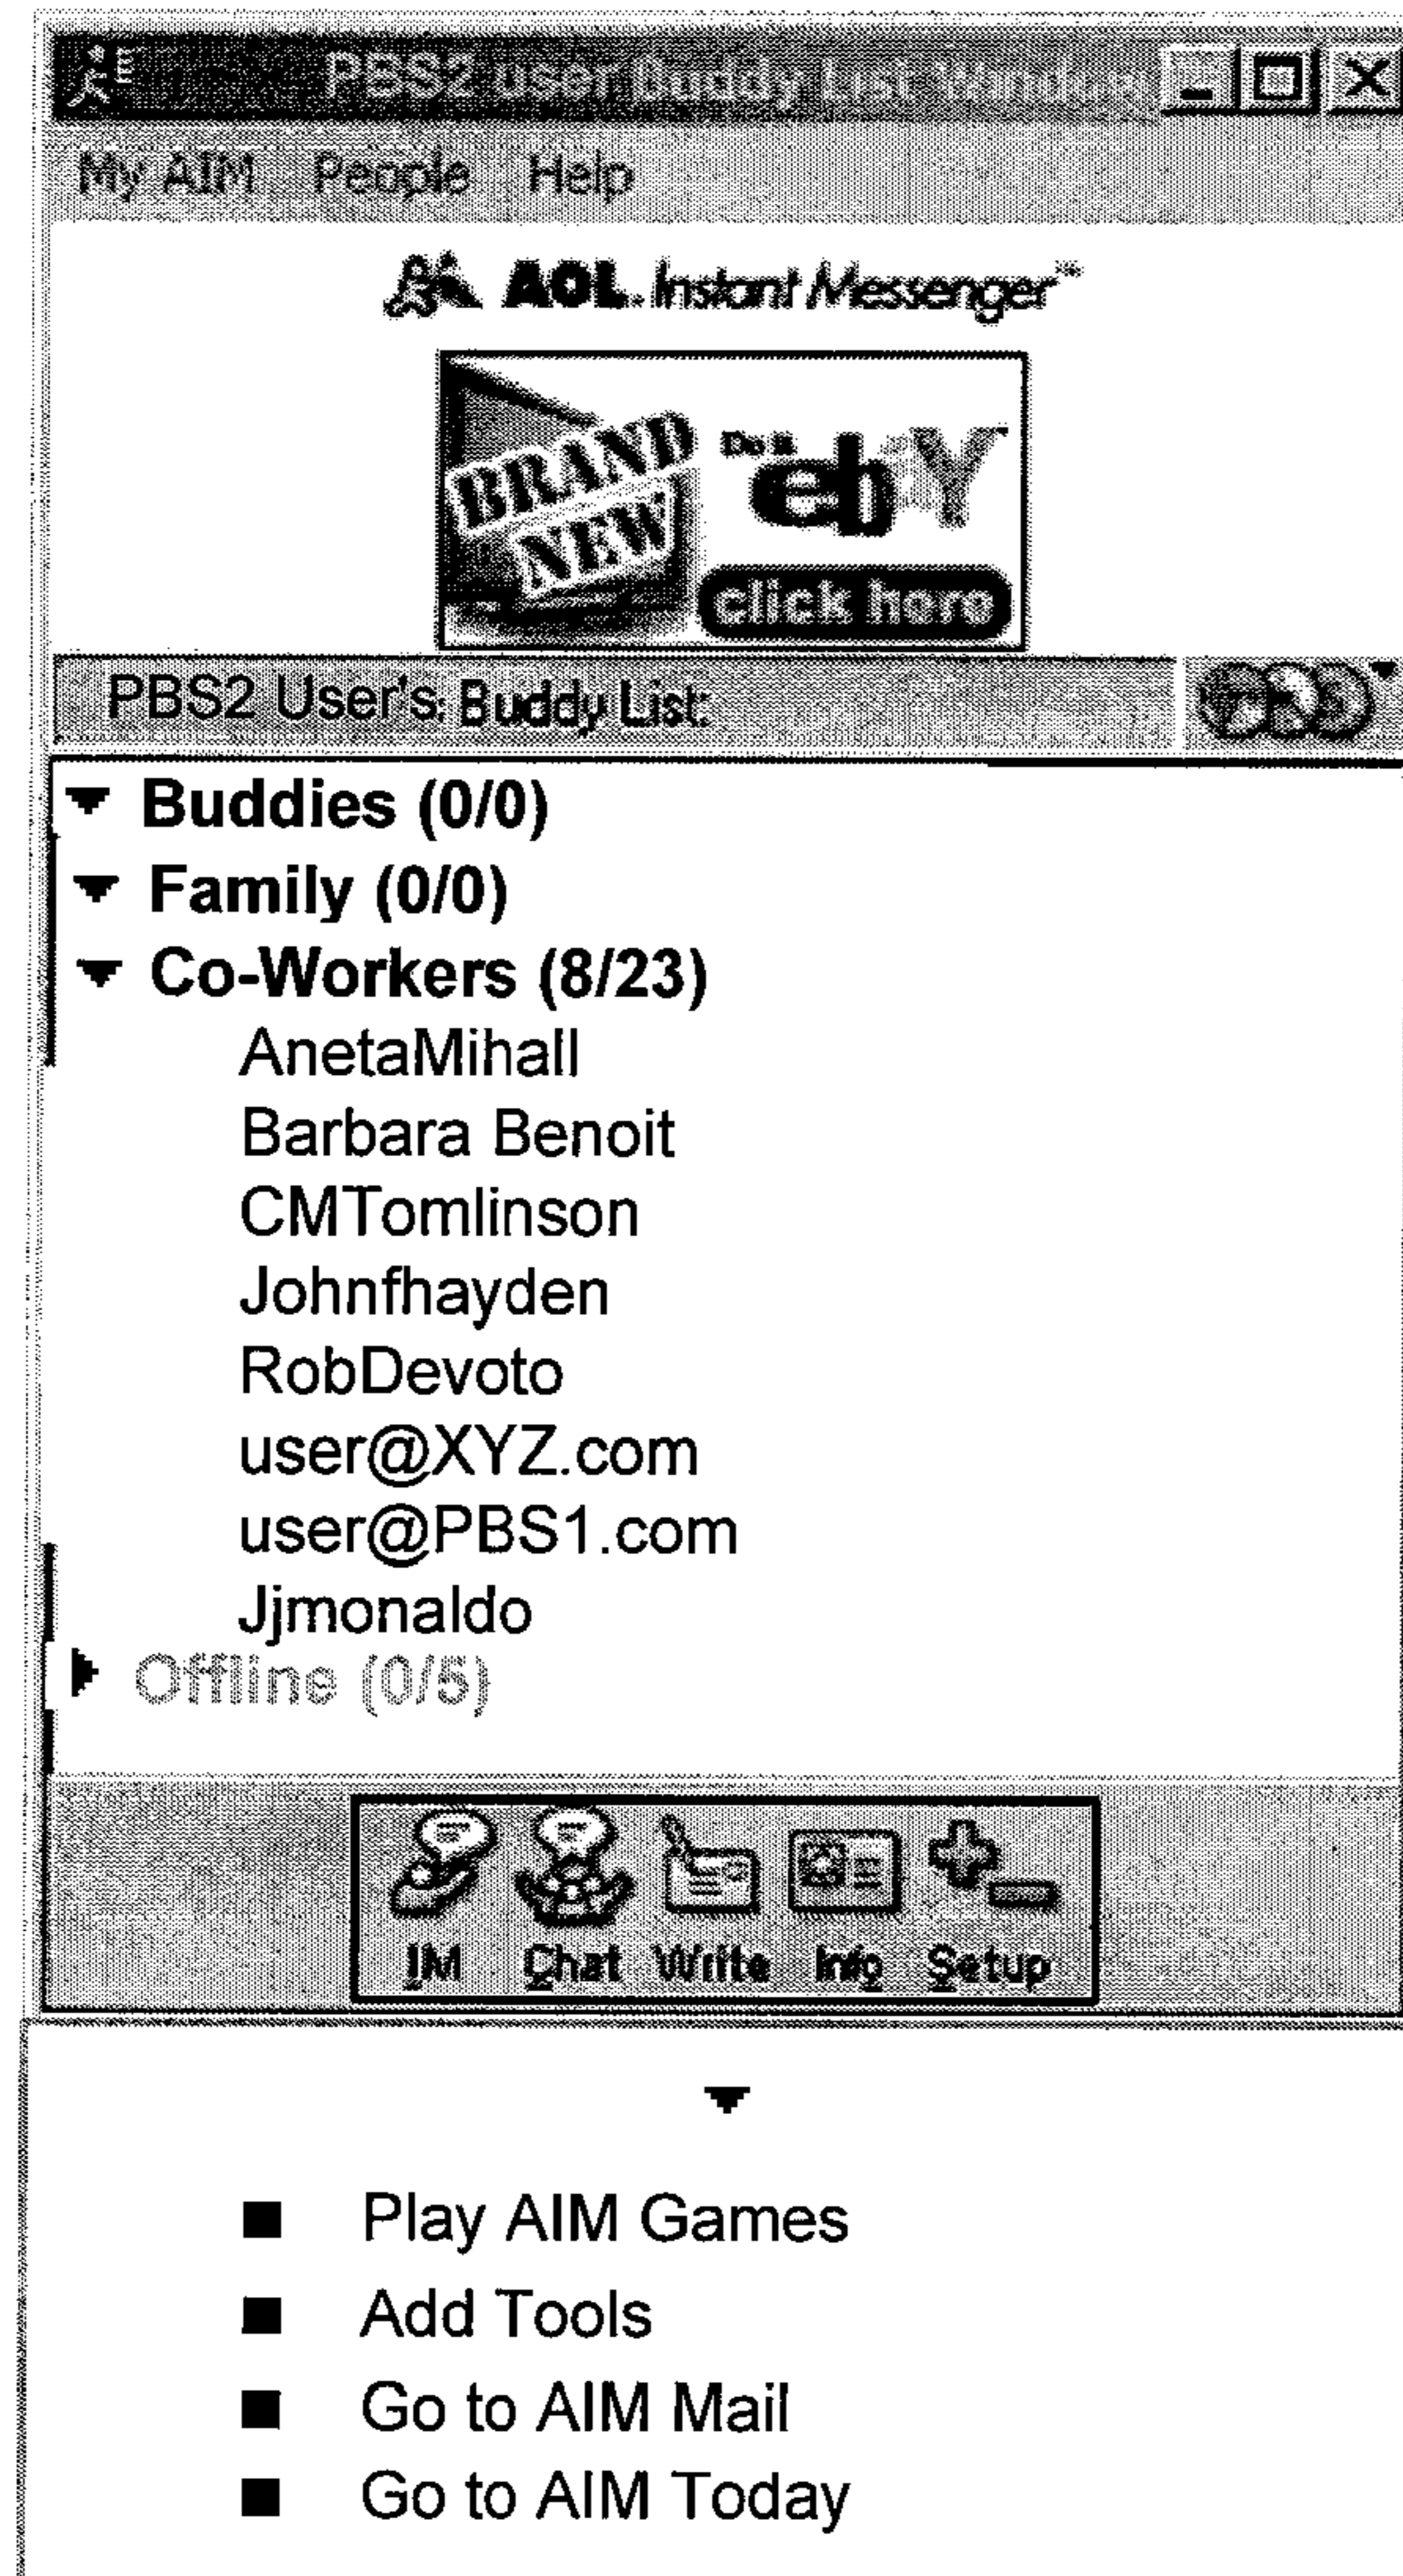 PBS2 User Buddy List Window
My AIM People Help
AOL Instant Messenger™
BRAND NEW
Do it
ebY
click here
PBS2 User's: Buddy List:
Buddies (0/0)
Family (0/0)
Co-Workers (8/23)
AnetaMihall
Barbara Benoit
CMTomlinson
Johnfhayden
RobDevoto
user@XYZ.com
user@PBS1.com
Jjmonaldo
Offline (0/5)
IM Chat Write Info Setup
Play AIM Games
Add Tools
Go to AIM Mail
Go to AIM Today